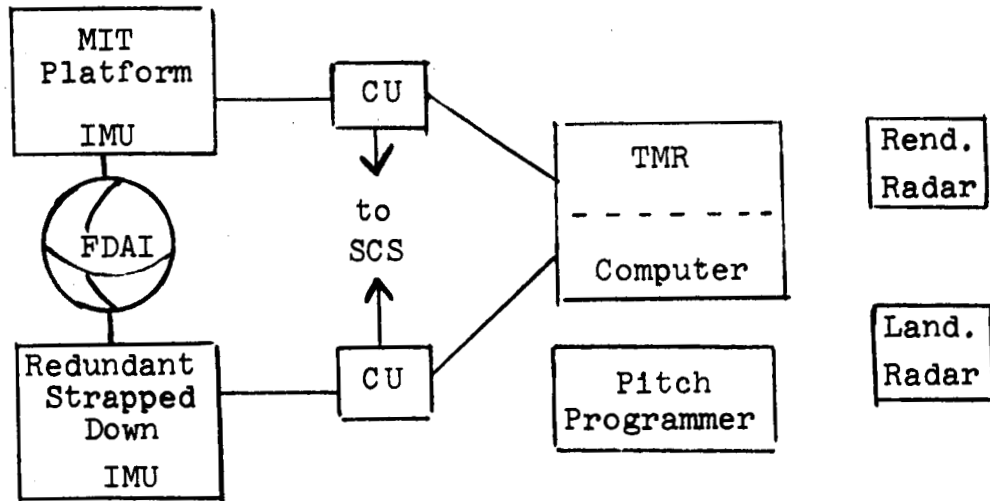 MIT
Platform
IMU
FDAI
Redundant
Strapped
Down
IMU
CU
to
SCS
CU
TMR
Computer
Pitch
Programmer
Rend.
Radar
Land.
Radar